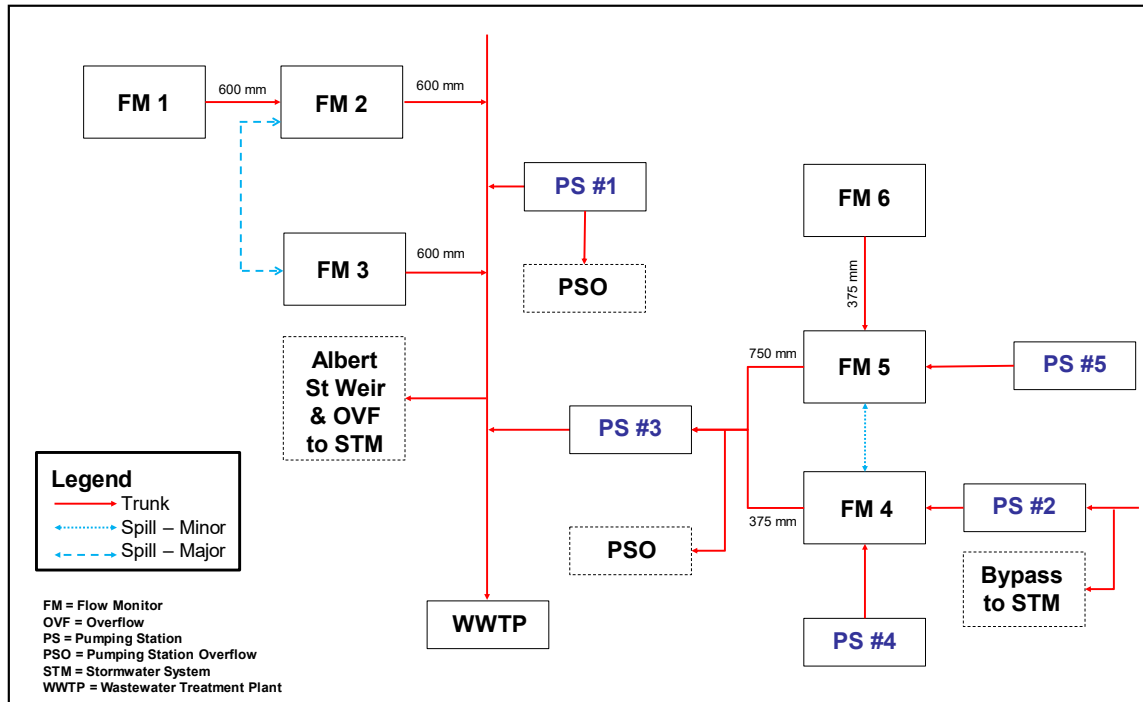 FM 1
600 mm
FM 2
600 mm
PS #1
FM 6
FM 3
600 mm
PSO
375 mm
Albert
St Weir
& OVF
to STM
750 mm
FM 5
PS #5
PS #3
FM 4
375 mm
PS #2
PSO
Bypass
to STM
WWTP
PS #4
Legend
Trunk
Spill – Minor
Spill – Major
FM = Flow Monitor
OVF = Overflow
PS = Pumping Station
PSO = Pumping Station Overflow
STM = Stormwater System
WWTP = Wastewater Treatment Plant